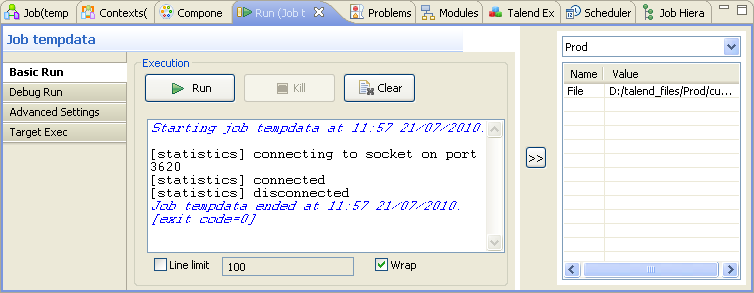 Job(temp
Contexts(
Compone
Run (Job t
Problems
Modules
Talend Ex
Scheduler
Job Hiera
Job tempdata
Basic Run
Debug Run
Advanced Settings
Target Exec
Execution
Run
Kill
Clear
Starting job tempdata at 11:57 21/07/2010.
[statistics] connecting to socket on port
3620
[statistics] connected
[statistics] disconnected
Job tempdata ended at 11:57 21/07/2010.
[exit code=0]
Line limit
100
Wrap
>>
Prod
Name Value
File D:/talend_files/Prod/cu...